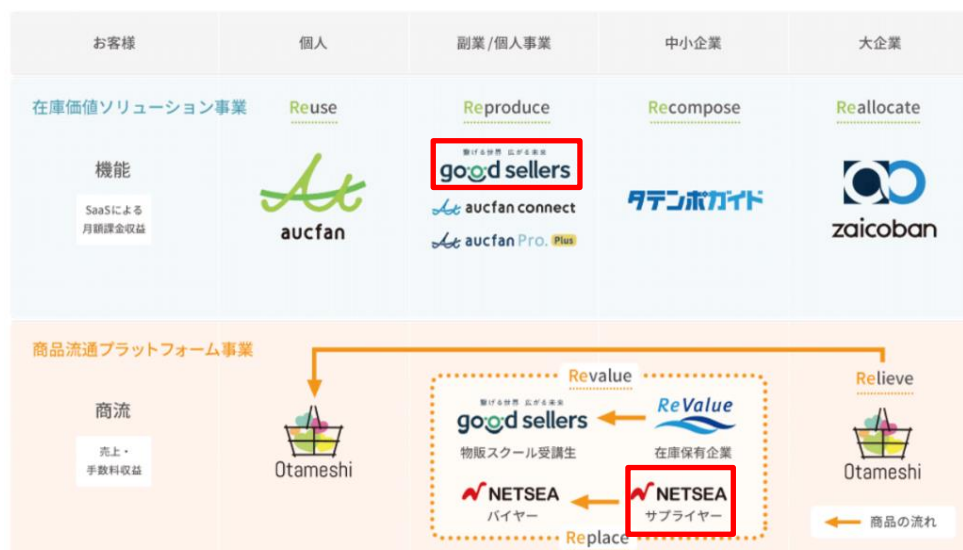 お客様
個人
副業/個人事業
中小企業
大企業
在庫価値ソリューション事業
Reuse
Reproduce
Recompose
Reallocate
機能
SaaSによる
月額課金収益
aucfan
繋げる世界 広がる未来
good sellers
aucfan connect
aucfan Pro. Plus
タテンポガイド
zaicoban
商品流通プラットフォーム事業
Revalue
Relieve
商流
売上・
手数料収益
Otameshi
繋げる世界 広がる未来
good sellers
物販スクール受講生
ReValue
在庫保有企業
Otameshi
NETSEA
バイヤー
NETSEA
サプライヤー
Replace
商品の流れ